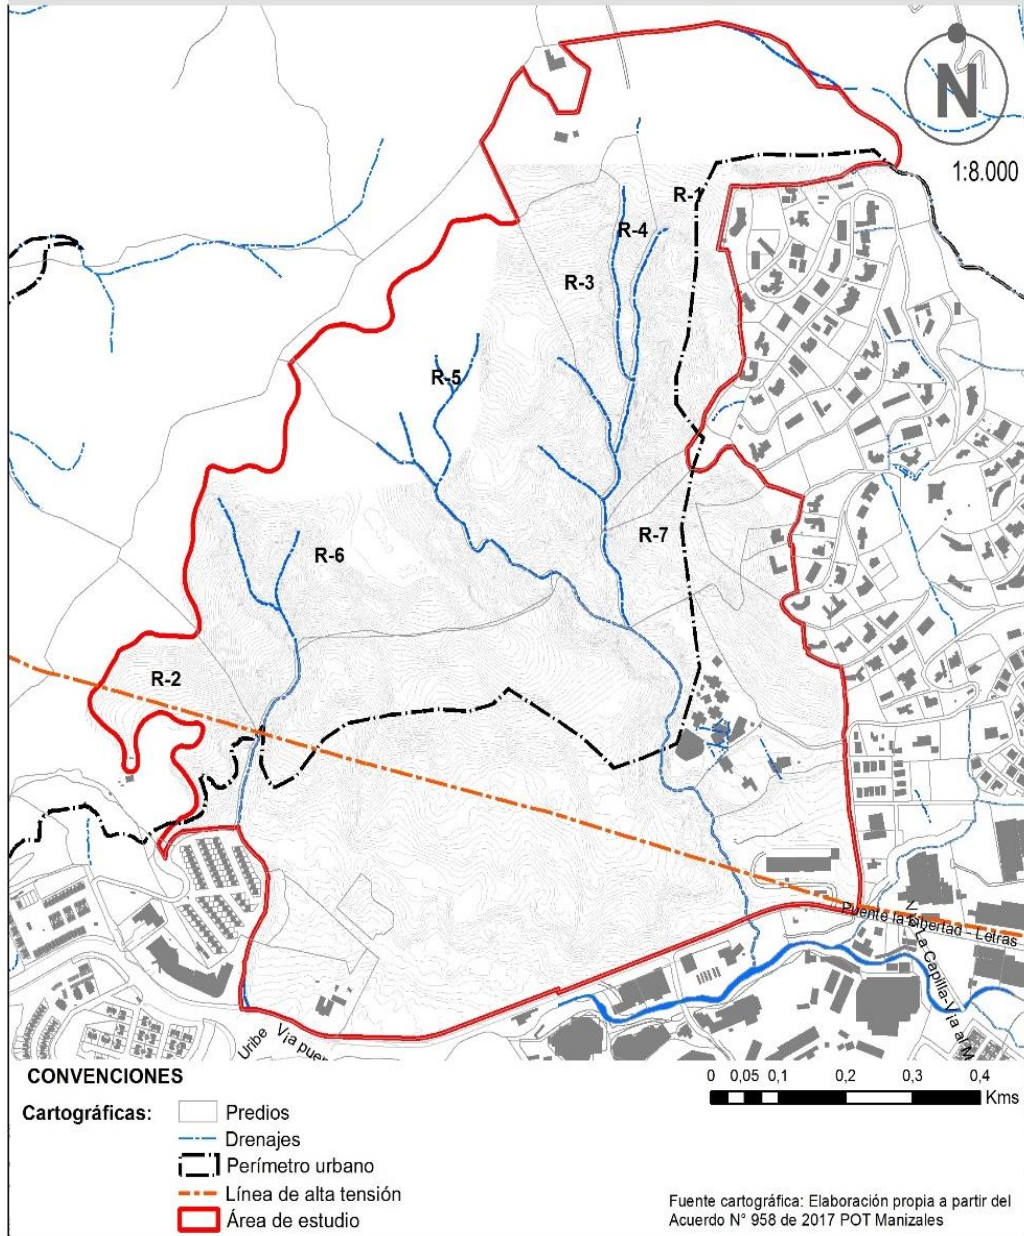 N
1:8.000
R-1
R-4
R-3
R-5
R-7
R-6
R-2
Puente la Libertad - Letras
La Capilla-Vía al M
Uribe
Vía puer
CONVENCIONES
0 0,05 0,1 0,2 0,3 0,4
Kms
Cartográficas:
Predios
Drenajes
Perímetro urbano
Línea de alta tensión
Área de estudio
Fuente cartográfica: Elaboración propia a partir del
Acuerdo N° 958 de 2017 POT Manizales